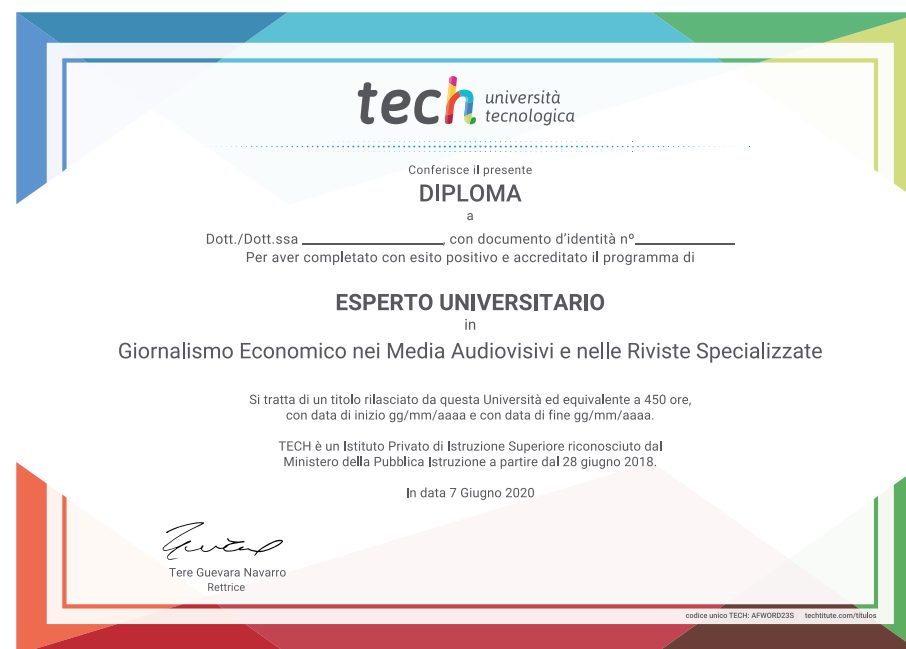 tech università
tecnologica
Conferisce il presente
DIPLOMA
a
Dott./Dott.ssa ____________________, con documento d'identità nº______________
Per aver completato con esito positivo e accreditato il programma di
ESPERTO UNIVERSITARIO
in
Giornalismo Economico nei Media Audiovisivi e nelle Riviste Specializzate
Si tratta di un titolo rilasciato da questa Università ed equivalente a 450 ore,
con data di inizio gg/mm/aaaa e con data di fine gg/mm/aaaa.
TECH è un Istituto Privato di Istruzione Superiore riconosciuto dal
Ministero della Pubblica Istruzione a partire dal 28 giugno 2018.
In data 7 Giugno 2020
Tere Guevara Navarro
Rettrice
codice unico TECH: AFWORD23S techtitute.com/titulos